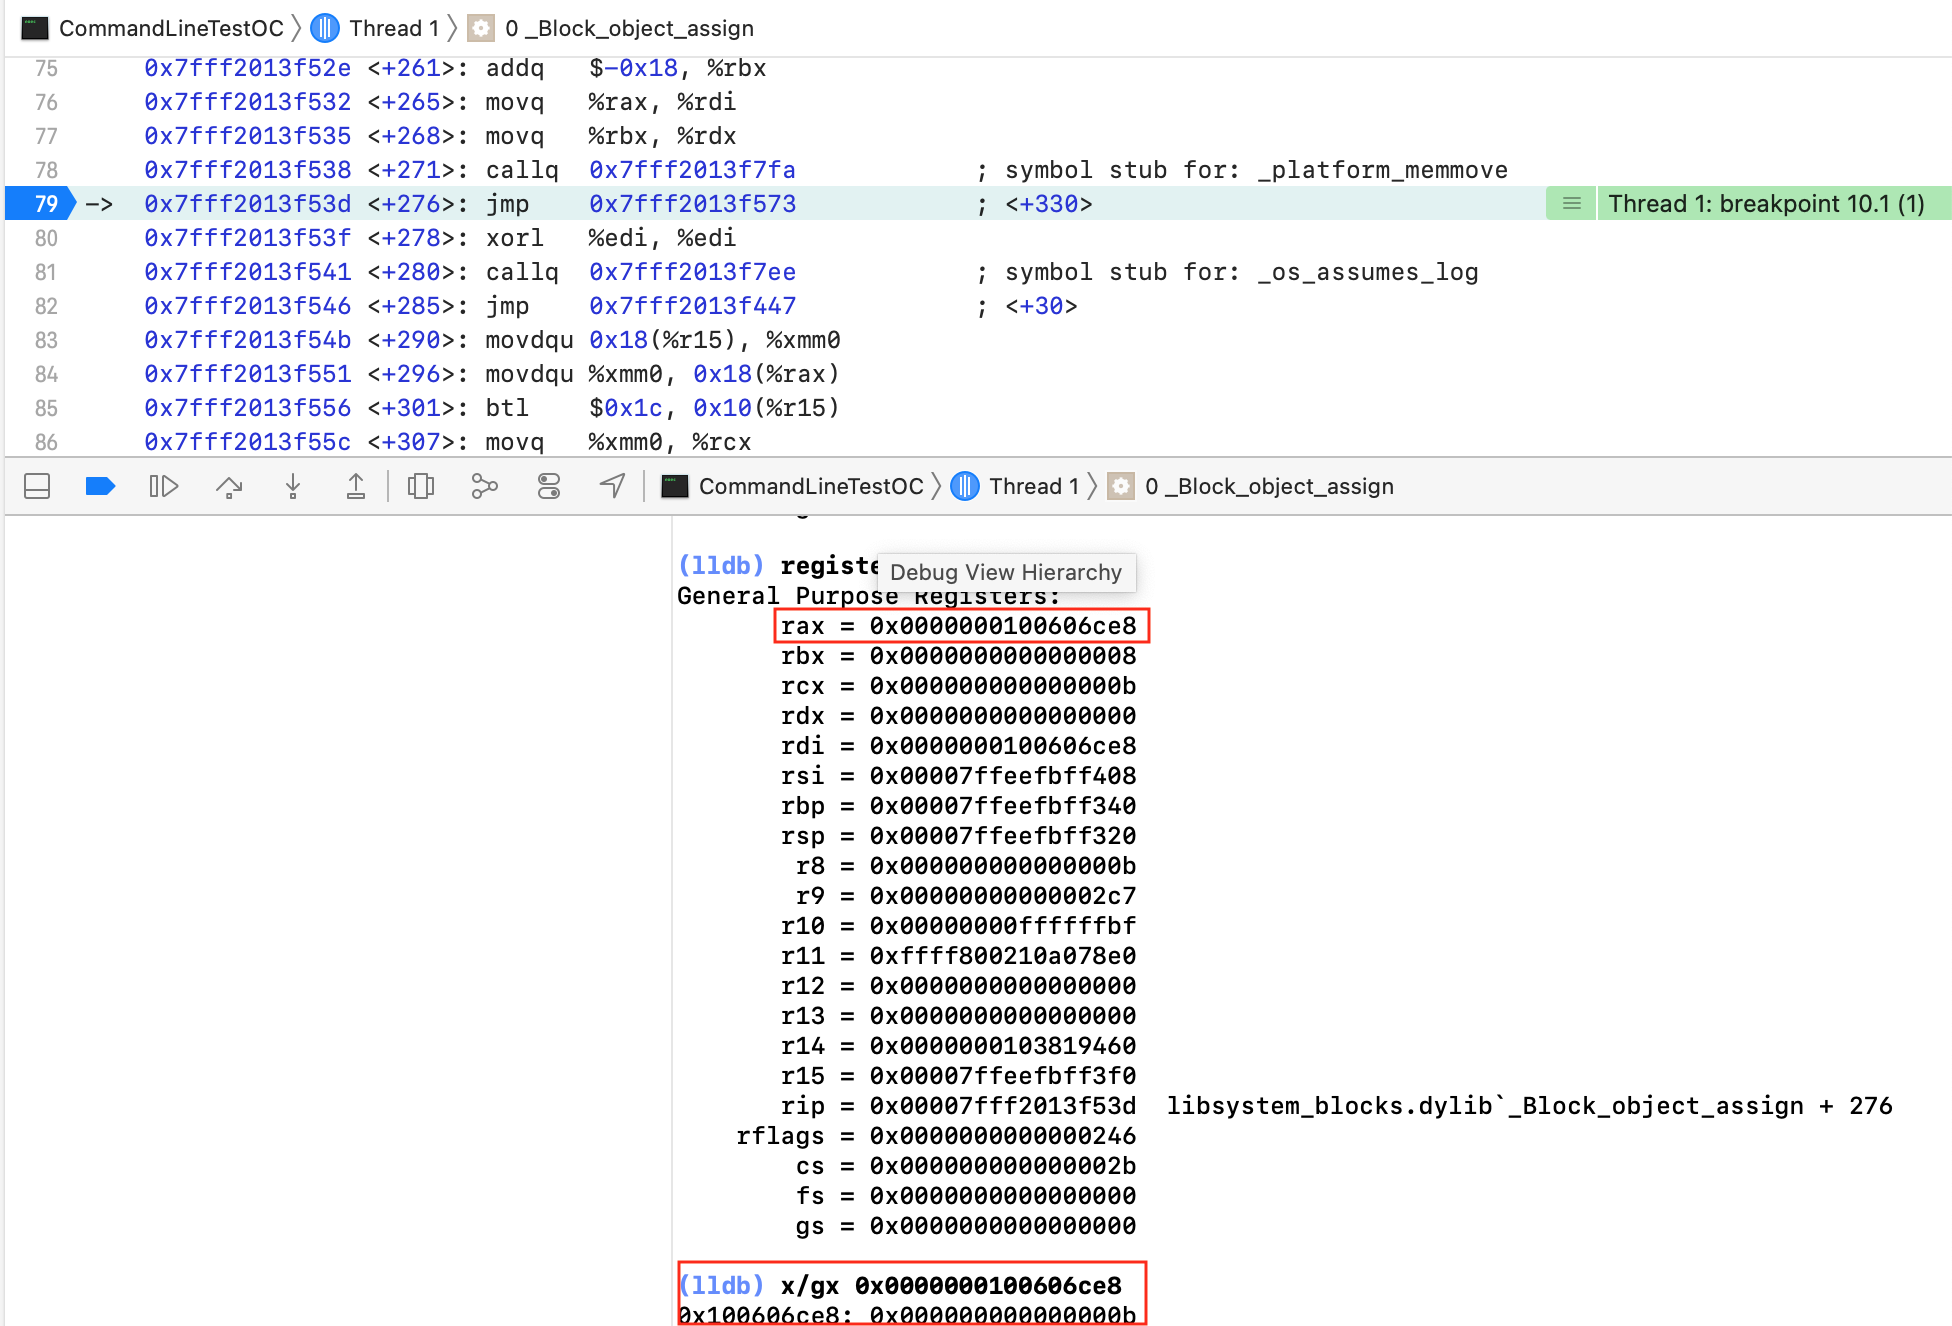 CommandLineTestOC 〉 Thread 1 〉 0 _Block_object_assign
75 0x7fff2013f52e <+261>: addq $-0x18, %rbx
76 0x7fff2013f532 <+265>: movq %rax, %rdi
77 0x7fff2013f535 <+268>: movq %rbx, %rdx
78 0x7fff2013f538 <+271>: callq 0x7fff2013f7fa ; symbol stub for: _platform_memmove
79 -> 0x7fff2013f53d <+276>: jmp 0x7fff2013f573 ; <+330> Thread 1: breakpoint 10.1 (1)
80 0x7fff2013f53f <+278>: xorl %edi, %edi
81 0x7fff2013f541 <+280>: callq 0x7fff2013f7ee ; symbol stub for: _os_assumes_log
82 0x7fff2013f546 <+285>: jmp 0x7fff2013f447 ; <+30>
83 0x7fff2013f54b <+290>: movdqu 0x18(%r15), %xmm0
84 0x7fff2013f551 <+296>: movdqu %xmm0, 0x18(%rax)
85 0x7fff2013f556 <+301>: btl $0x1c, 0x10(%r15)
86 0x7fff2013f55c <+307>: movq %xmm0, %rcx
CommandLineTestOC 〉 Thread 1 〉 0 _Block_object_assign
(lldb) registe
Debug View Hierarchy
General Purpose Registers:
rax = 0x0000000100606ce8
rbx = 0x0000000000000008
rcx = 0x000000000000000b
rdx = 0x0000000000000000
rdi = 0x0000000100606ce8
rsi = 0x00007ffeefbff408
rbp = 0x00007ffeefbff340
rsp = 0x00007ffeefbff320
r8 = 0x000000000000000b
r9 = 0x00000000000002c7
r10 = 0x00000000ffffffbf
r11 = 0xffff800210a078e0
r12 = 0x0000000000000000
r13 = 0x0000000000000000
r14 = 0x0000000103819460
r15 = 0x00007ffeefbff3f0
rip = 0x00007fff2013f53d libsystem_blocks.dylib`_Block_object_assign + 276
rflags = 0x0000000000000246
cs = 0x000000000000002b
fs = 0x0000000000000000
gs = 0x0000000000000000
(lldb) x/gx 0x0000000100606ce8
0x100606ce8: 0x000000000000000b